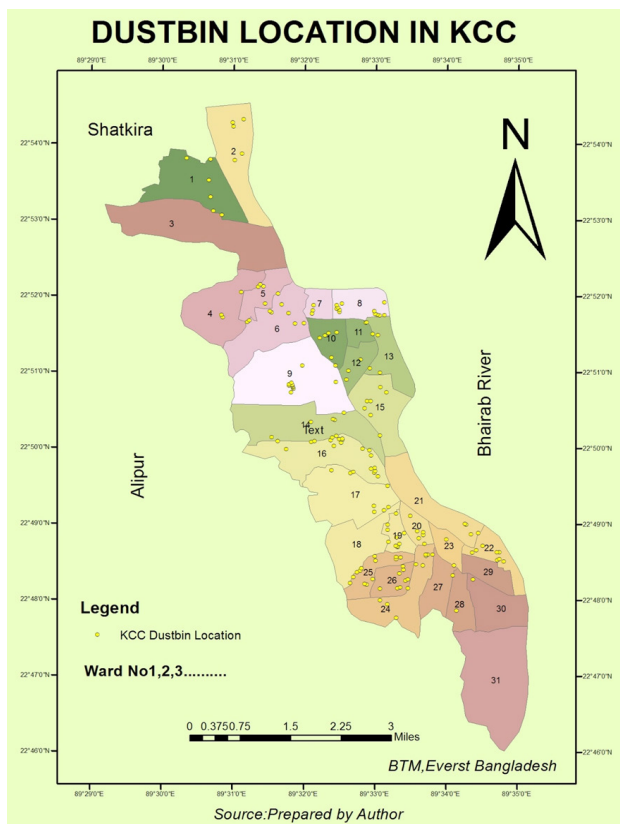 DUSTBIN LOCATION IN KCC
89°29'0"E 89°30'0"E 89°31'0"E 89°32'0"E 89°33'0"E 89°34'0"E 89°35'0"E
N
Shatkira
22°54'0"N 22°54'0"N
2
1
22°53'0"N 22°53'0"N
3
22°52'0"N 22°52'0"N
5
7 8
4
6
10 11
13
12
22°51'0"N 22°51'0"N
9
15
14
Text
Bhairab River
22°50'0"N 22°50'0"N
16
Alipur
17
21
22°49'0"N 22°49'0"N
20
19
18
23 22
25
29
26
27
22°48'0"N 22°48'0"N
24
28
30
Legend
KCC Dustbin Location
22°47'0"N 22°47'0"N
Ward No1,2,3..........
31
0 0.375 0.75 1.5 2.25 3
Miles
22°46'0"N 22°46'0"N
BTM,Everst Bangladesh
89°29'0"E 89°30'0"E 89°31'0"E 89°32'0"E 89°33'0"E 89°34'0"E 89°35'0"E
Source:Prepared by Author